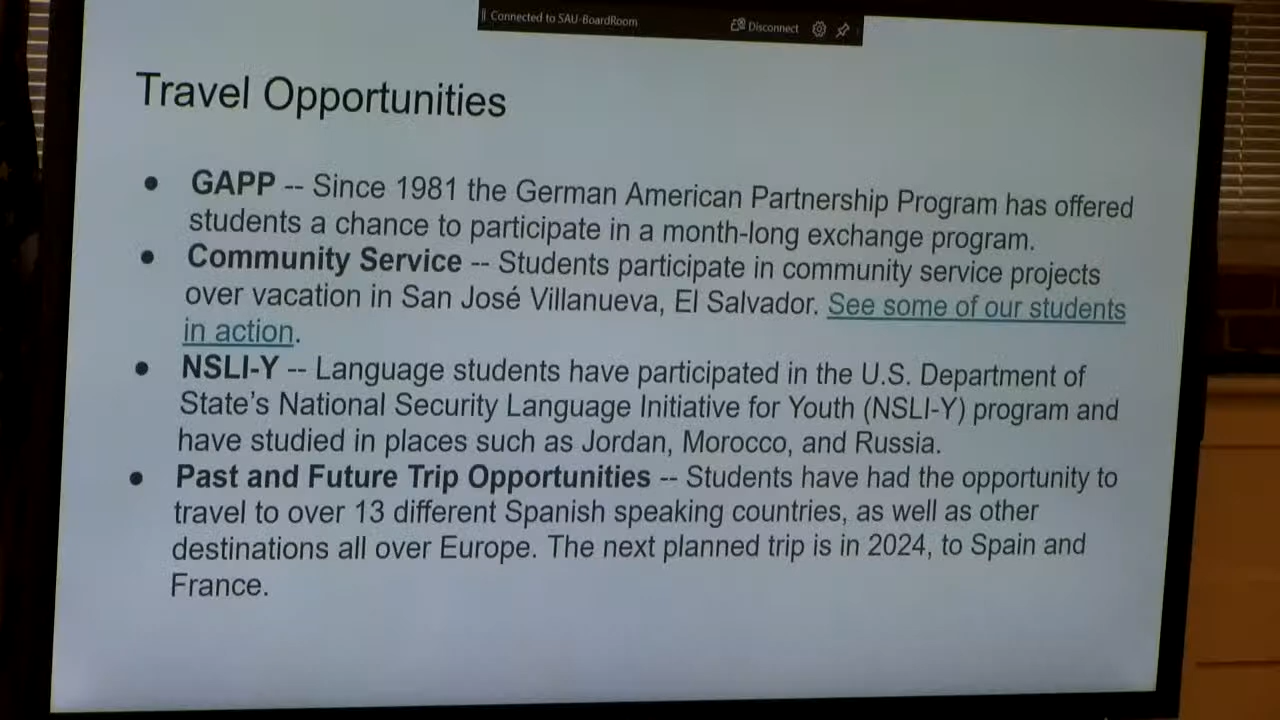 Connected to SAU-BoardRoom
Disconnect
Travel Opportunities
● GAPP -- Since 1981 the German American Partnership Program has offered
students a chance to participate in a month-long exchange program.
● Community Service -- Students participate in community service projects
over vacation in San José Villanueva, El Salvador. See some of our students
in action.
● NSLI-Y -- Language students have participated in the U.S. Department of
State's National Security Language Initiative for Youth (NSLI-Y) program and
have studied in places such as Jordan, Morocco, and Russia.
● Past and Future Trip Opportunities -- Students have had the opportunity to
travel to over 13 different Spanish speaking countries, as well as other
destinations all over Europe. The next planned trip is in 2024, to Spain and
France.